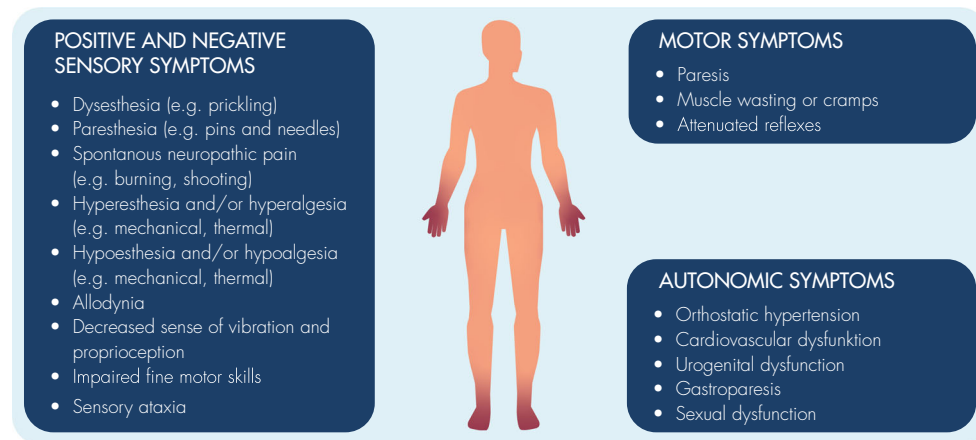 POSITIVE AND NEGATIVE
SENSORY SYMPTOMS
• Dysesthesia (e.g. prickling)
• Paresthesia (e.g. pins and needles)
• Spontanous neuropathic pain
(e.g. burning, shooting)
• Hyperesthesia and/or hyperalgesia
(e.g. mechanical, thermal)
• Hypoesthesia and/or hypoalgesia
(e.g. mechanical, thermal)
• Allodynia
• Decreased sense of vibration and
proprioception
• Impaired fine motor skills
• Sensory ataxia
MOTOR SYMPTOMS
• Paresis
• Muscle wasting or cramps
• Attenuated reflexes
AUTONOMIC SYMPTOMS
• Orthostatic hypertension
• Cardiovascular dysfunktion
• Urogenital dysfunction
• Gastroparesis
• Sexual dysfunction